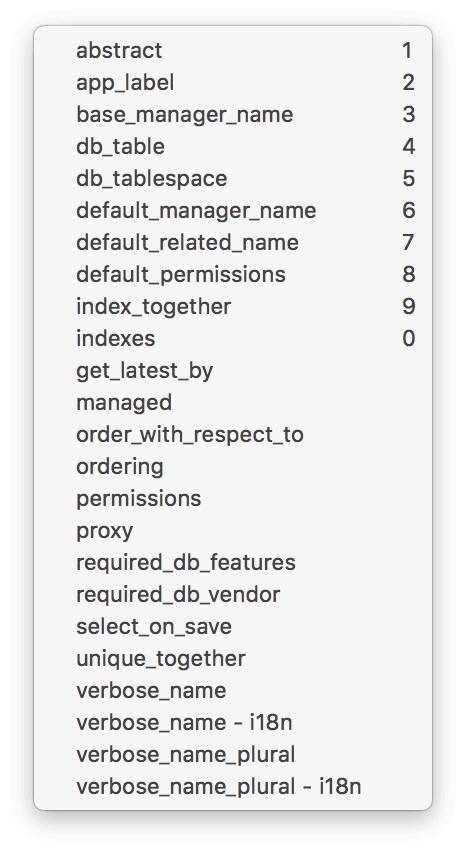 abstract 1
app_label 2
base_manager_name 3
db_table 4
db_tablespace 5
default_manager_name 6
default_related_name 7
default_permissions 8
index_together 9
indexes 0
get_latest_by
managed
order_with_respect_to
ordering
permissions
proxy
required_db_features
required_db_vendor
select_on_save
unique_together
verbose_name
verbose_name - i18n
verbose_name_plural
verbose_name_plural - i18n